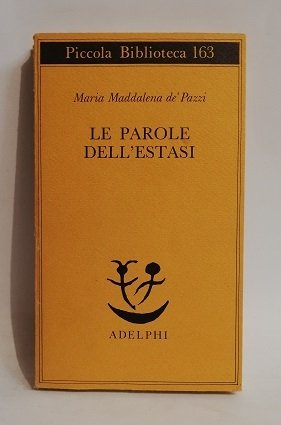 Piccola Biblioteca 163
Maria Maddalena de' Pazzi
LE PAROLE
DELL'ESTASI
ADELPHI